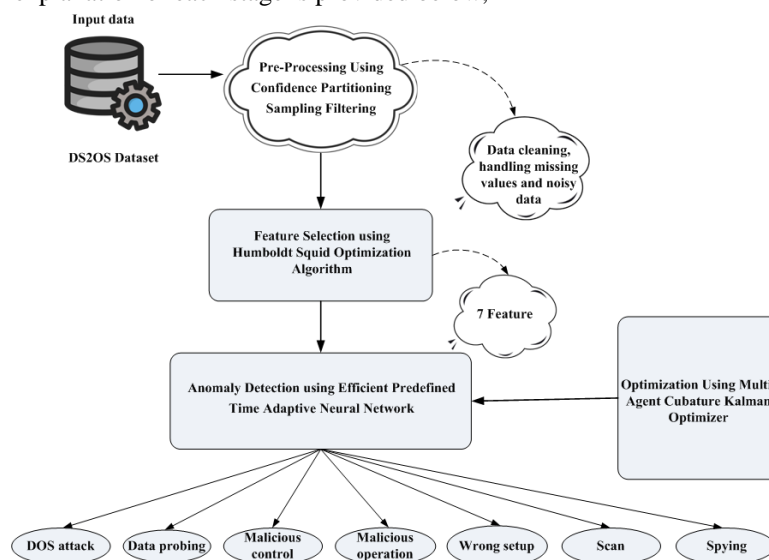 Input data
Pre-Processing Using
Confidence Partitioning
Sampling Filtering
DS2OS Dataset
Data cleaning,
handling missing
values and noisy
data
Feature Selection using
Humboldt Squid Optimization
Algorithm
7 Feature
Anomaly Detection using Efficient Predefined
Time Adaptive Neural Network
Optimization Using Multi
Agent Cubature Kalman
Optimizer
DOS attack
Data probing
Malicious
control
Malicious
operation
Wrong setup
Scan
Spying